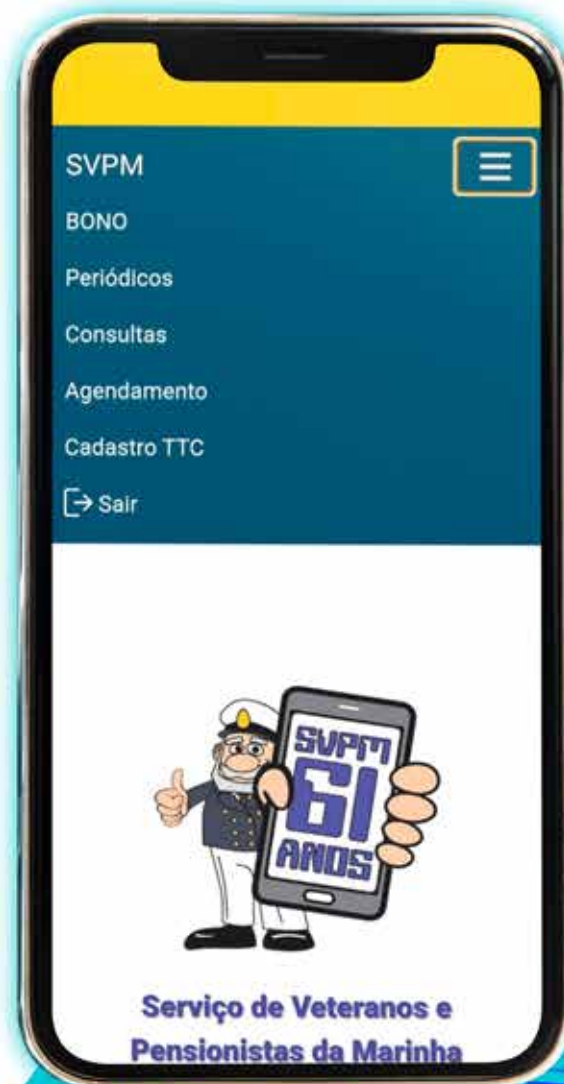 SVPM
BONO
Periódicos
Consultas
Agendamento
Cadastro TTC
Sair
SVPM
61
ANOS
Serviço de Veteranos e
Pensionistas da Marinha